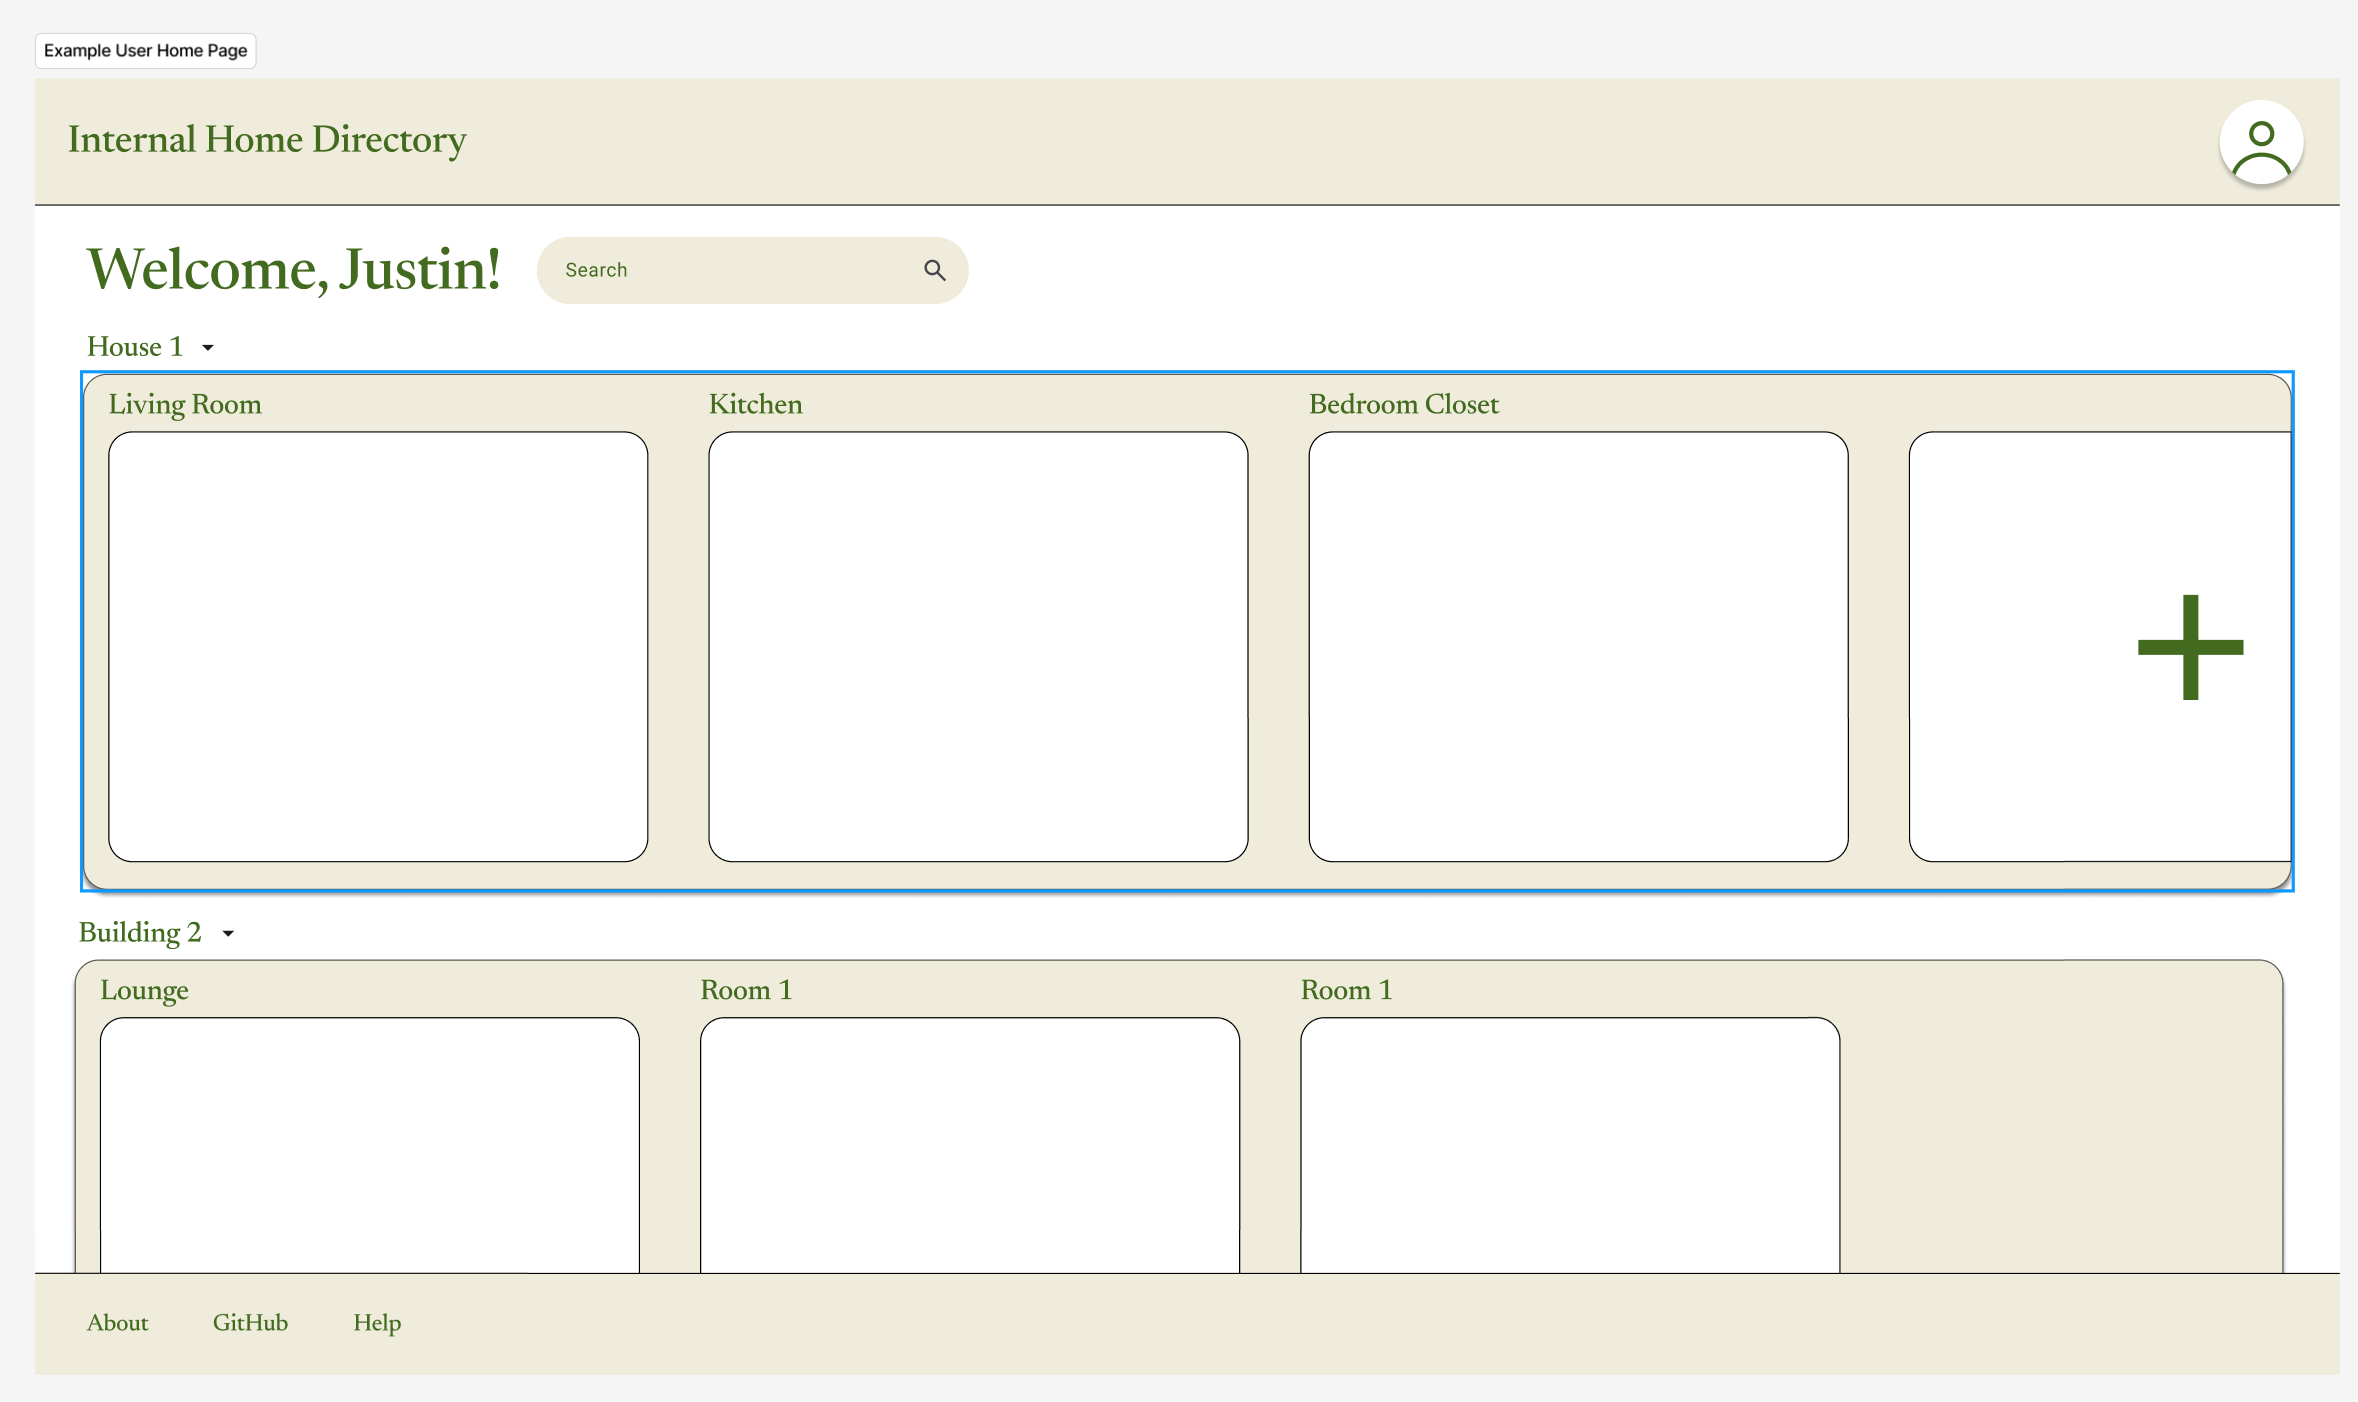 Example User Home Page
Internal Home Directory
Welcome, Justin!
Search
House 1
Living Room
Kitchen
Bedroom Closet
Building 2
Lounge
Room 1
Room 1
About
GitHub
Help